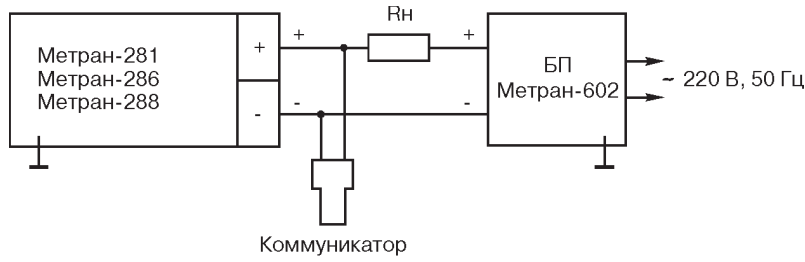 Rн
+ + +
Метран-281
Метран-286
Метран-288
+
-
- -
БП
Метран-602
~ 220 В, 50 Гц
Коммуникатор